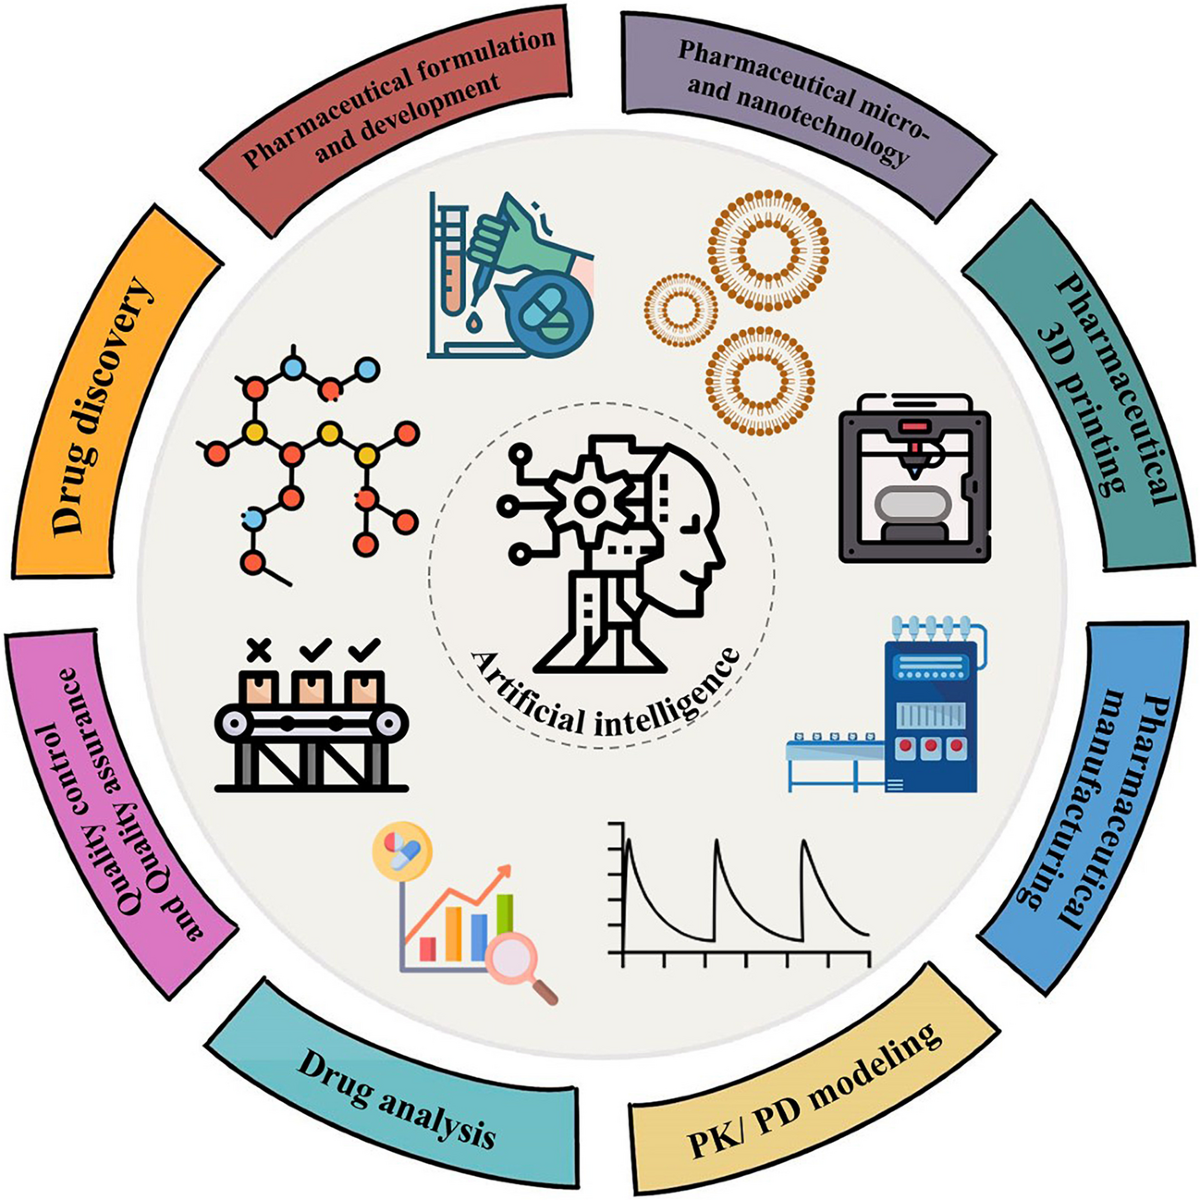 Pharmaceutical formulation
and development
Pharmaceutical micro-
and nanotechnology
Pharmaceutical
3D printing
Pharmaceutical
manufacturing
PK/ PD modeling
Drug analysis
Quality control
and Quality assurance
Drug discovery
Artificial intelligence